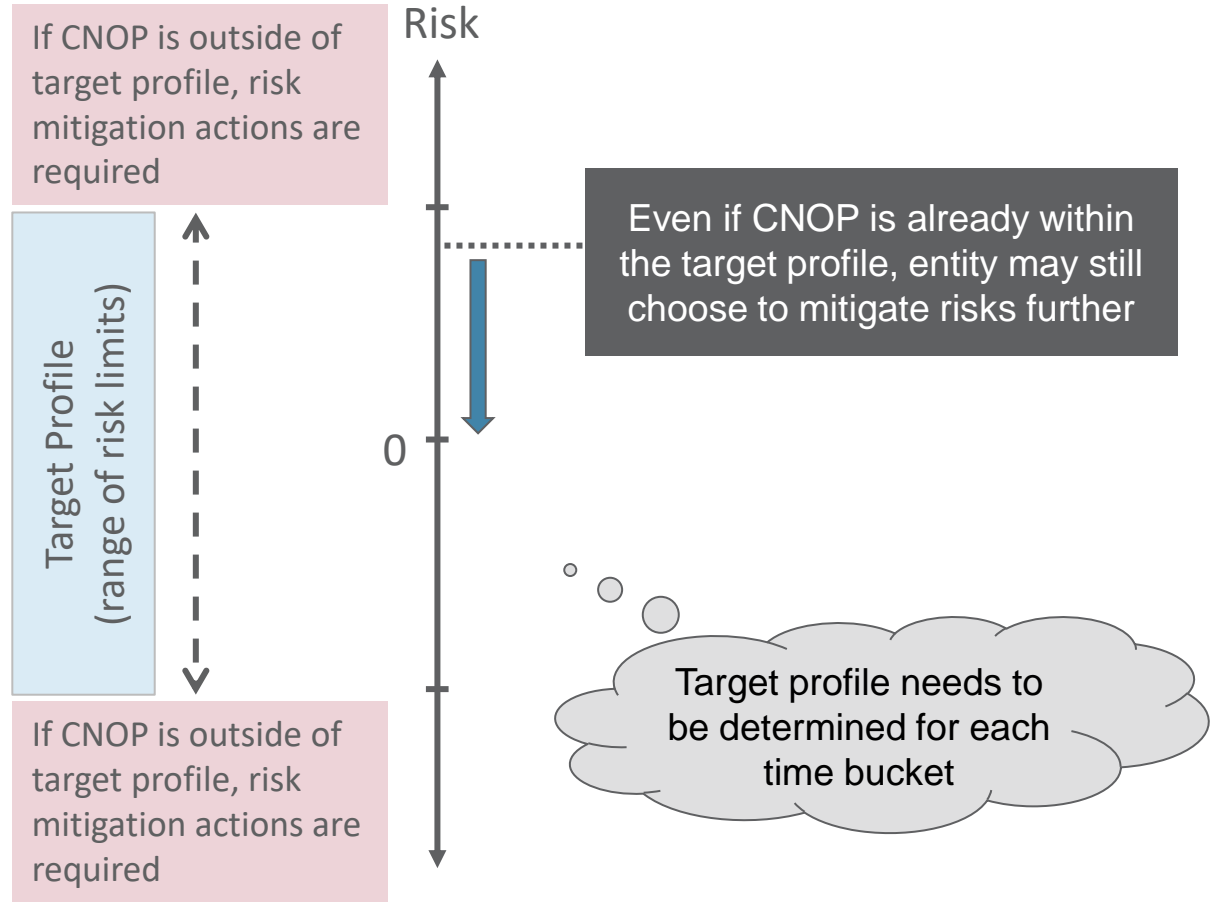 If CNOP is outside of
target profile, risk
mitigation actions are
required
Risk
Even if CNOP is already within
the target profile, entity may still
choose to mitigate risks further
Target Profile
(range of risk limits)
0
Target profile needs to
be determined for each
time bucket
If CNOP is outside of
target profile, risk
mitigation actions are
required